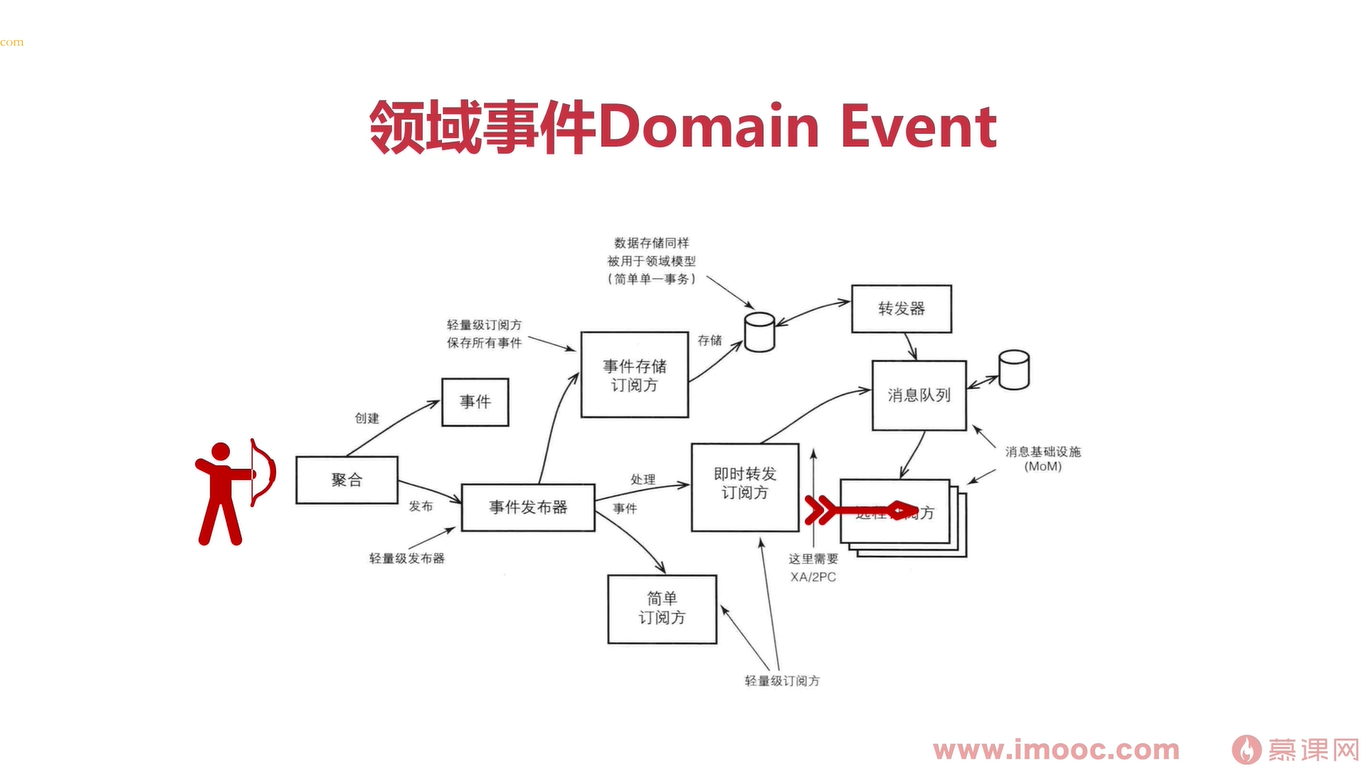 com
领域事件Domain Event
数据存储同样
被用于领域模型
（简单单一事务）
转发器
轻量级订阅方
保存所有事件
存储
事件存储
订阅方
消息队列
事件
创建
聚合
发布
事件发布器
处理
事件
即时转发
订阅方
消息基础设施
(MoM)
远程订阅方
轻量级发布器
这里需要
XA/2PC
简单
订阅方
轻量级订阅方
www.imooc.com
慕课网